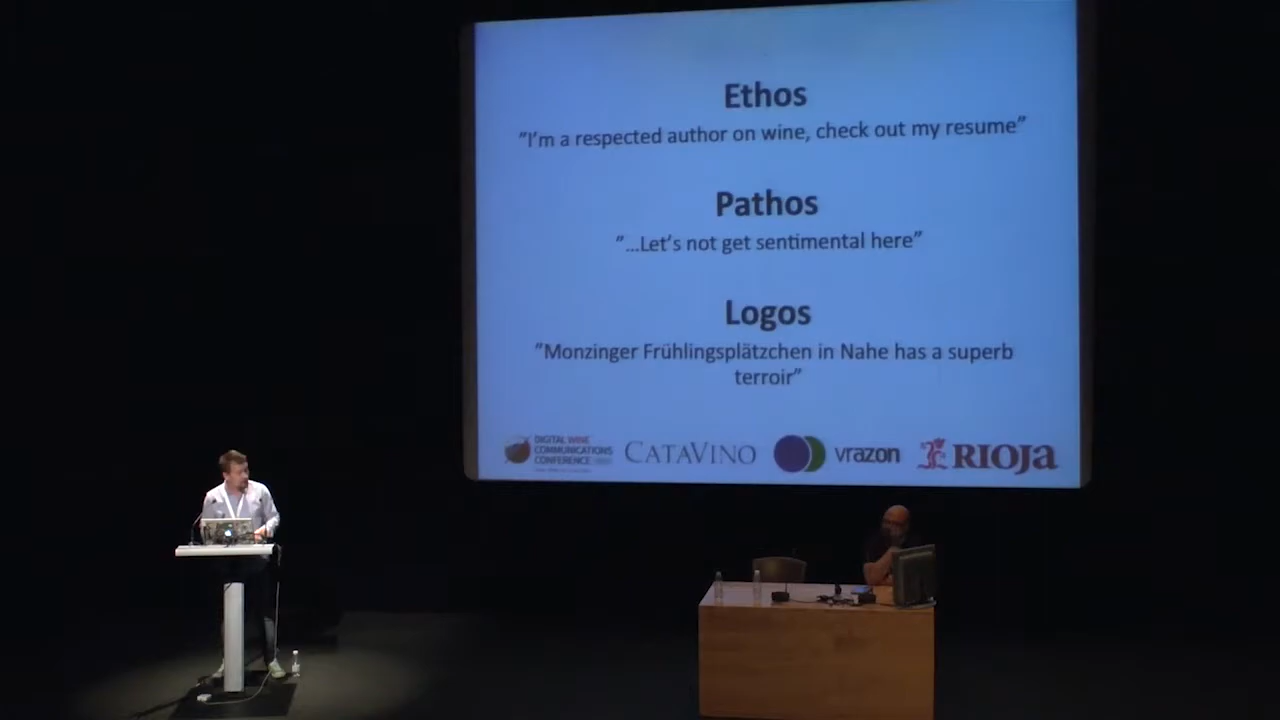 Ethos
”I’m a respected author on wine, check out my resume”
Pathos
”...Let’s not get sentimental here”
Logos
”Monzinger Frühlingsplätzchen in Nahe has a superb
terroir”
DIGITAL WINE
COMMUNICATIONS
CONFERENCE
CATAVINO
vrazon
RIOJA